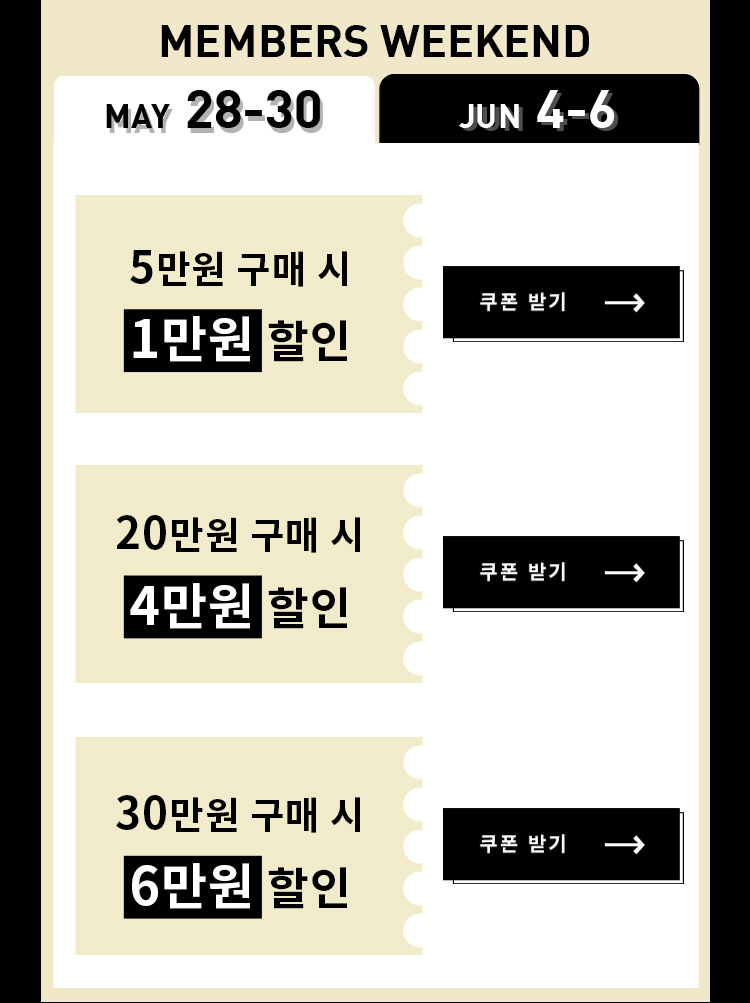 MEMBERS WEEKEND
MAY 28-30
JUN 4-6
5만원 구매 시
1만원 할인
쿠폰 받기 →
20만원 구매 시
4만원 할인
쿠폰 받기 →
30만원 구매 시
6만원 할인
쿠폰 받기 →